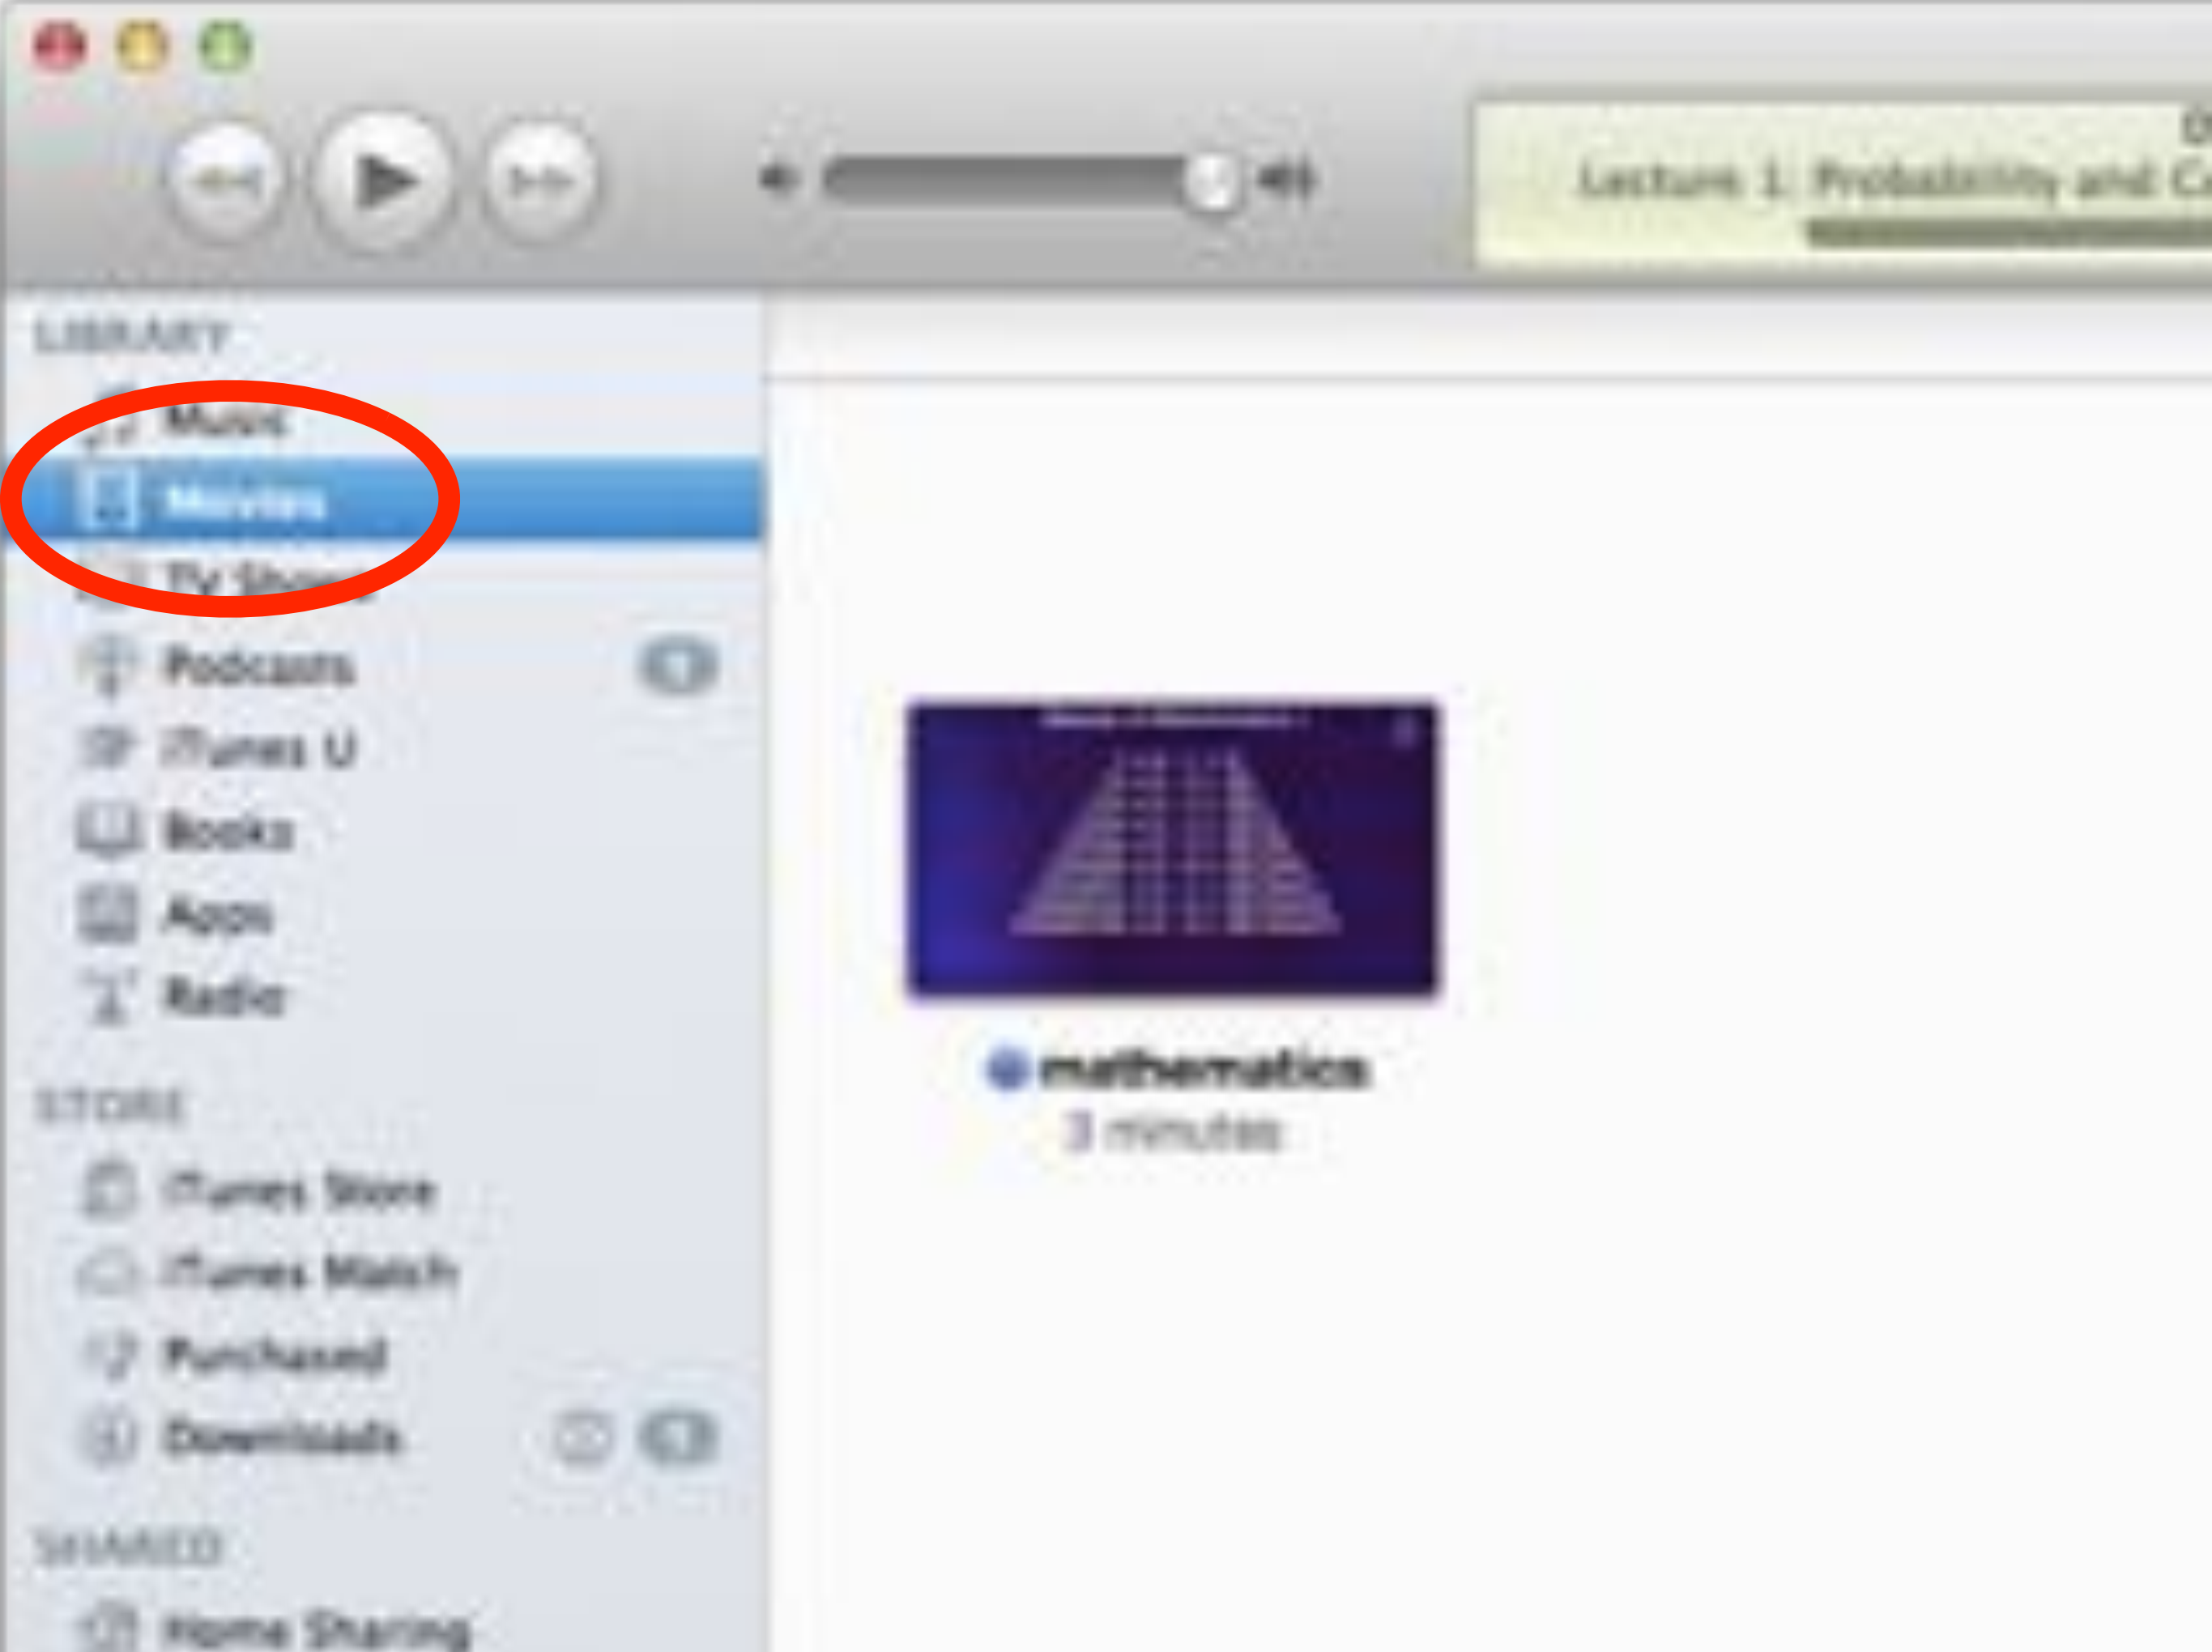 Lecture 1: Probability and
LIBRARY
Music
Movies
TV Shows
Podcasts
iTunes U
Books
Apps
Radio
mathematics
3 minutes
STORE
iTunes Store
iTunes Match
Purchased
Downloads
SHARED
Home Sharing